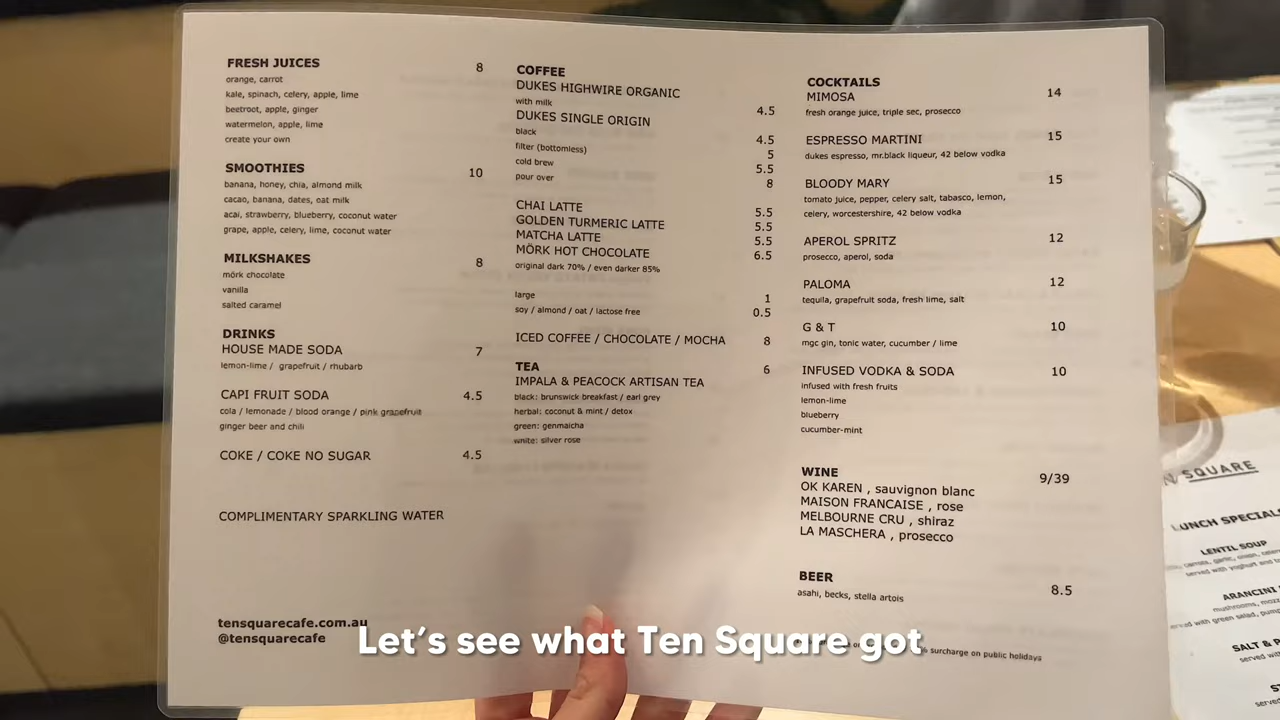 FRESH JUICES 8
orange, carrot
kale, spinach, celery, apple, lime
beetroot, apple, ginger
watermelon, apple, lime
create your own
SMOOTHIES 10
banana, honey, chia, almond milk
cacao, banana, dates, oat milk
acai, strawberry, blueberry, coconut water
grape, apple, celery, lime, coconut water
MILKSHAKES 8
mörk chocolate
vanilla
salted caramel
DRINKS
HOUSE MADE SODA 7
lemon-lime / grapefruit / rhubarb
CAPI FRUIT SODA 4.5
cola / lemonade / blood orange / pink grapefruit
ginger beer and chili
COKE / COKE NO SUGAR 4.5
COMPLIMENTARY SPARKLING WATER
tensquarecafe.com.au
@tensquarecafe
COFFEE
DUKES HIGHWIRE ORGANIC
with milk 4.5
DUKES SINGLE ORIGIN
black 4.5
filter (bottomless) 5
cold brew 5.5
pour over 8
CHAI LATTE 5.5
GOLDEN TURMERIC LATTE 5.5
MATCHA LATTE 5.5
MÖRK HOT CHOCOLATE 6.5
original dark 70% / even darker 85%
large 1
soy / almond / oat / lactose free 0.5
ICED COFFEE / CHOCOLATE / MOCHA 8
TEA 6
IMPALA & PEACOCK ARTISAN TEA
black: brunswick breakfast / earl grey
herbal: coconut & mint / detox
green: genmaicha
white: silver rose
COCKTAILS
MIMOSA 14
fresh orange juice, triple sec, prosecco
ESPRESSO MARTINI 15
dukes espresso, mr.black liqueur, 42 below vodka
BLOODY MARY 15
tomato juice, pepper, celery salt, tabasco, lemon,
celery, worcestershire, 42 below vodka
APEROL SPRITZ 12
prosecco, aperol, soda
PALOMA 12
tequila, grapefruit soda, fresh lime, salt
G & T 10
mgc gin, tonic water, cucumber / lime
INFUSED VODKA & SODA 10
infused with fresh fruits
lemon-lime
blueberry
cucumber-mint
WINE 9/39
OK KAREN , sauvignon blanc
MAISON FRANCAISE , rose
MELBOURNE CRU , shiraz
LA MASCHERA , prosecco
BEER 8.5
asahi, becks, stella artois
% surcharge on public holidays
Let's see what Ten Square got
N SQUARE
LUNCH SPECIALS
LENTIL SOUP
carrots, garlic, onion,
served with yoghurt and
ARANCINI
mushrooms,
served with green salad,
SALT &
served
served